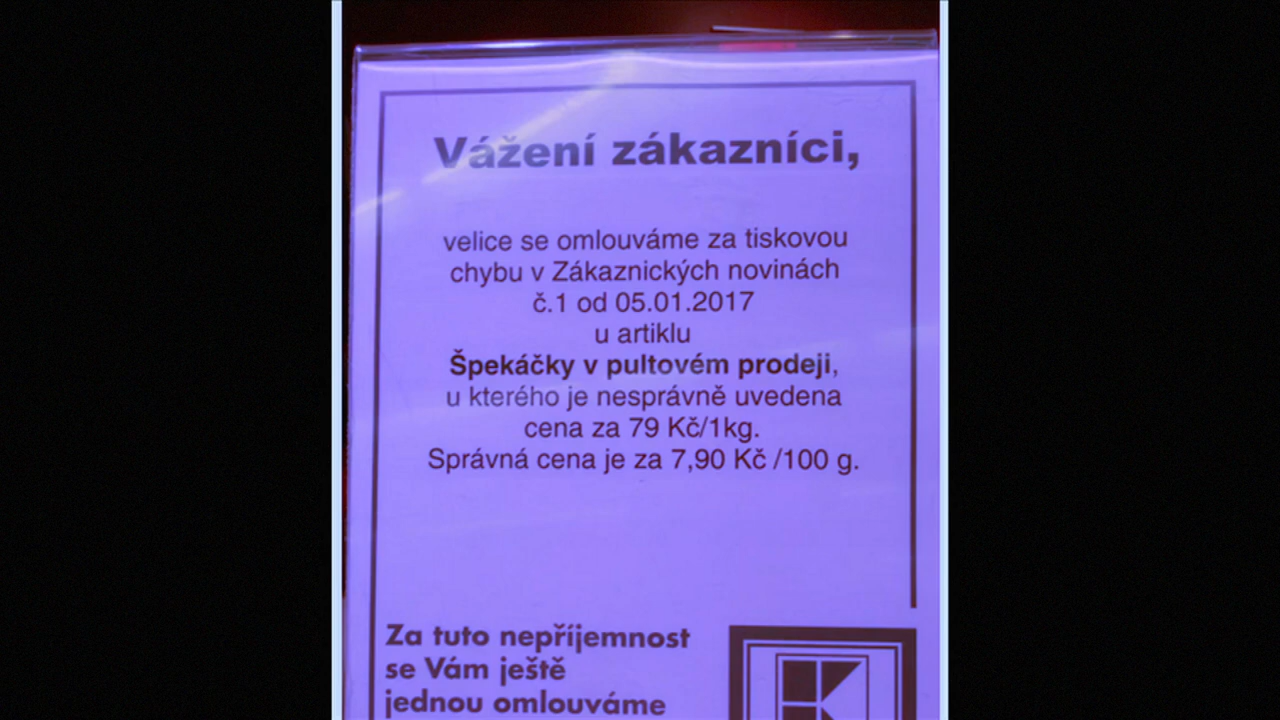 Vážení zákazníci,
velice se omlouváme za tiskovou
chybu v Zákaznických novinách
č.1 od 05.01.2017
u artiklu
Špekáčky v pultovém prodeji,
u kterého je nesprávně uvedena
cena za 79 Kč/1kg.
Správná cena je za 7,90 Kč /100 g.
Za tuto nepříjemnost
se Vám ještě
jednou omlouváme